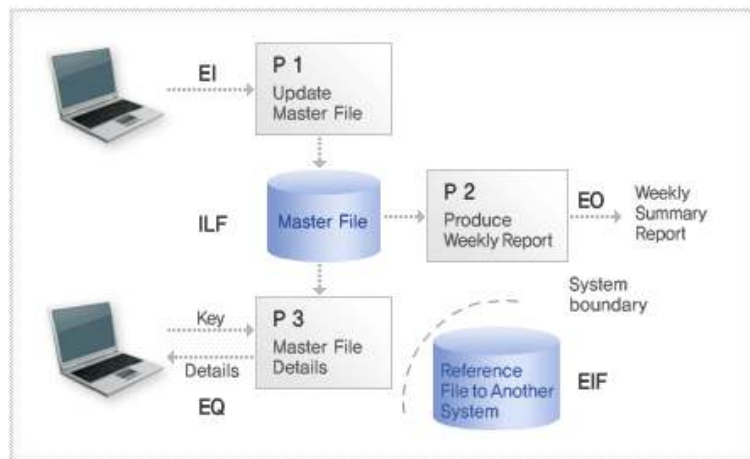 EI
P 1
Update
Master File
ILF
Master File
P 2
Produce
Weekly Report
EO
Weekly
Summary
Report
System
boundary
Key
Details
EQ
P 3
Master File
Details
Reference
File to Another
System
EIF